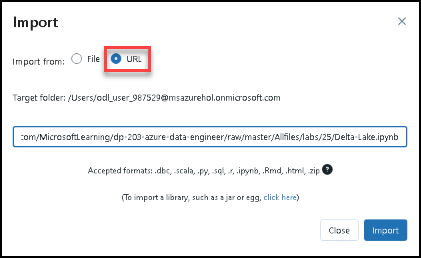 Import
Import from: File URL
Target folder: /Users/odl_user_987529@msazurehol.onmicrosoft.com
:om/MicrosoftLearning/dp-203-azure-data-engineer/raw/master/Allfiles/labs/25/Delta-Lake.ipynb
Accepted formats: .dbc, .scala, .py, .sql, .r, .ipynb, .Rmd, .html, .zip ?
(To import a library, such as a jar or egg, click here)
Close Import